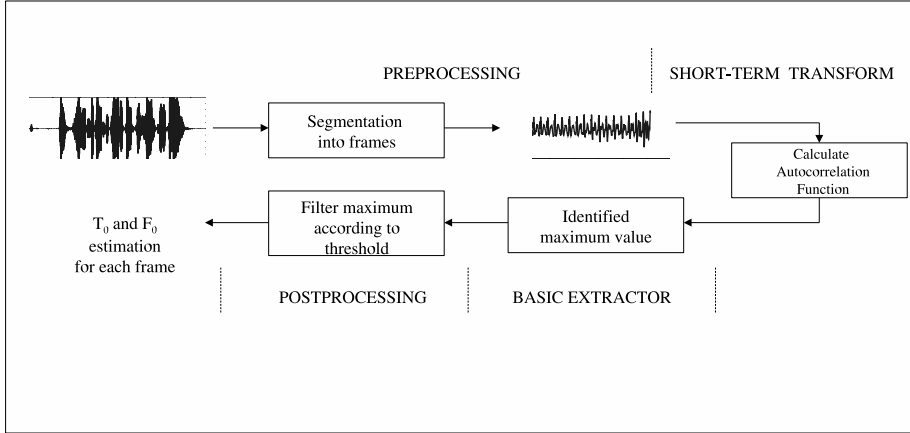 PREPROCESSING
SHORT-TERM TRANSFORM
Segmentation
into frames
Calculate
Autocorrelation
Function
Identified
maximum value
Filter maximum
according to
threshold
T₀ and F₀
estimation
for each frame
POSTPROCESSING
BASIC EXTRACTOR